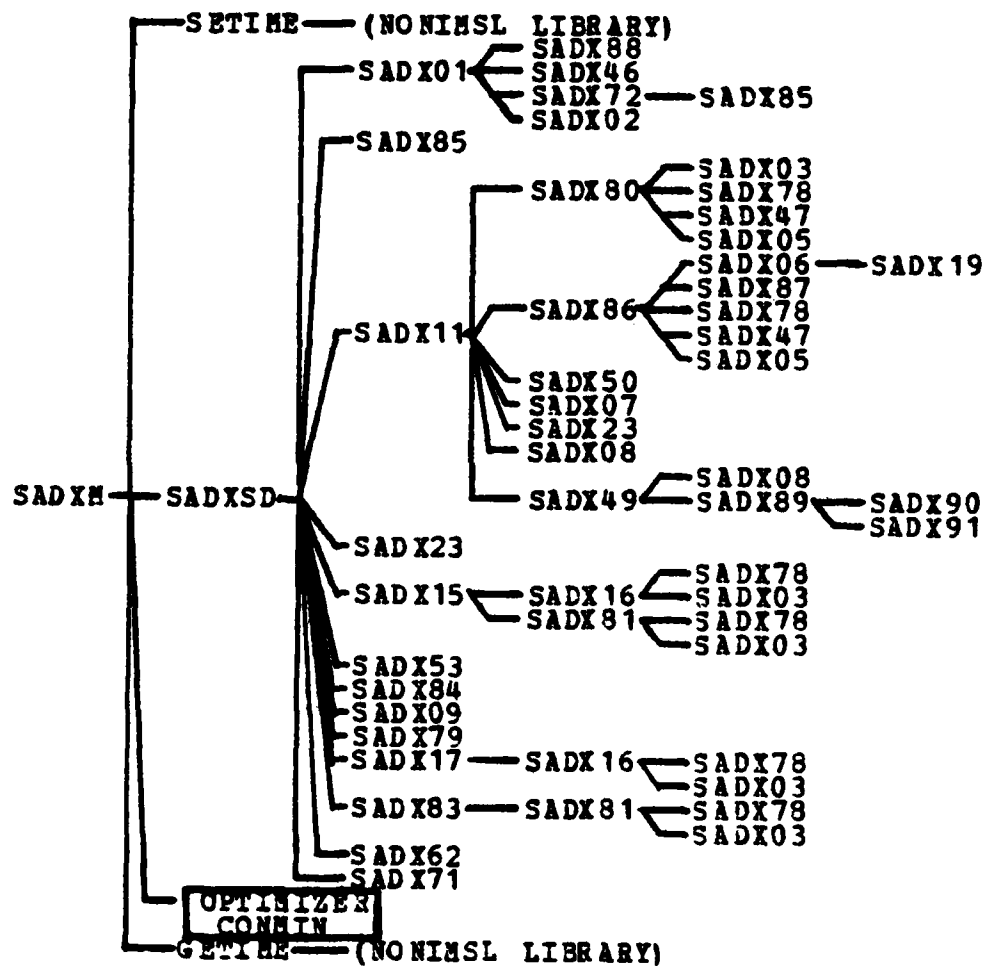 SETIME (NONIMSL LIBRARY)
SADX88
SADX01 SADX46
SADX72 SADX85
SADX02
SADX85
SADX03
SADX80 SADX78
SADX47
SADX05
SADX06 SADX19
SADX87
SADX86 SADX78
SADX11 SADX47
SADX05
SADX50
SADX07
SADX23
SADX08
SADX08
SADXM SADXSD SADX49 SADX89 SADX90
SADX91
SADX23
SADX78
SADX15 SADX16 SADX03
SADX81 SADX78
SADX03
SADX53
SADX84
SADX09
SADX79
SADX17 SADX16 SADX78
SADX03
SADX83 SADX81 SADX78
SADX03
SADX62
SADX71
OPTIMIZER
CONMIN
GETIME (NONIMSL LIBRARY)